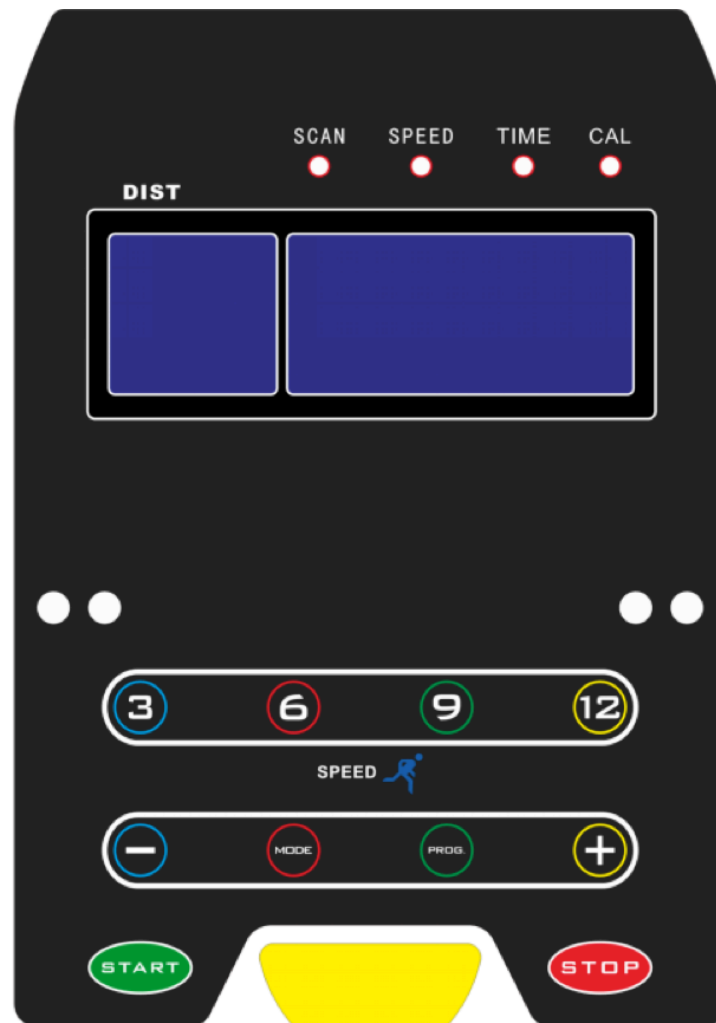 SCAN SPEED TIME CAL
DIST
3 6 9 12
SPEED
− MODE PROG. +
START STOP